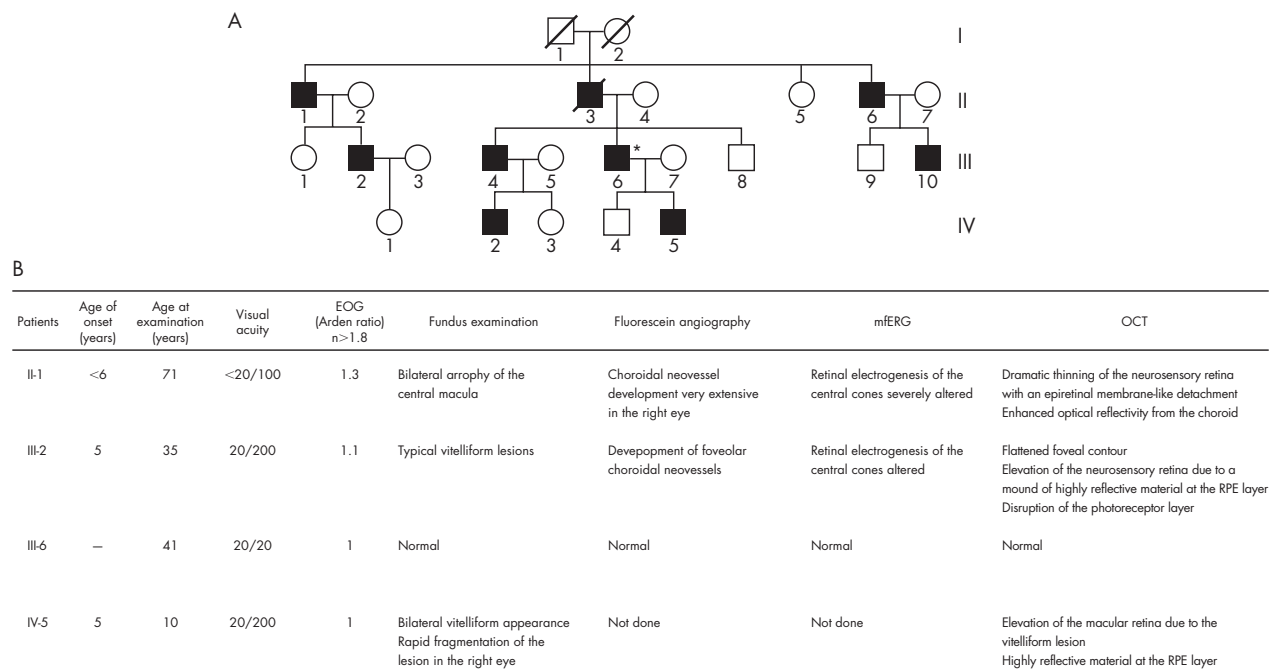 A
I
1 2
II
1 2 3 4 5 6 7
III
*
1 2 3 4 5 6 7 8 9 10
IV
1 2 3 4 5
B
Patients
Age of
onset
(years)
Age at
examination
(years)
Visual
acuity
EOG
(Arden ratio)
n>1.8
Fundus examination
Fluorescein angiography
mfERG
OCT
II-1
<6
71
<20/100
1.3
Bilateral arrophy of the
central macula
Choroidal neovessel
development very extensive
in the right eye
Retinal electrogenesis of the
central cones severely altered
Dramatic thinning of the neurosensory retina
with an epiretinal membrane-like detachment
Enhanced optical reflectivity from the choroid
III-2
5
35
20/200
1.1
Typical vitelliform lesions
Devepopment of foveolar
choroidal neovessels
Retinal electrogenesis of the
central cones altered
Flattened foveal contour
Elevation of the neurosensory retina due to a
mound of highly reflective material at the RPE layer
Disruption of the photoreceptor layer
III-6
—
41
20/20
1
Normal
Normal
Normal
Normal
IV-5
5
10
20/200
1
Bilateral vitelliform appearance
Rapid fragmentation of the
lesion in the right eye
Not done
Not done
Elevation of the macular retina due to the
vitelliform lesion
Highly reflective material at the RPE layer